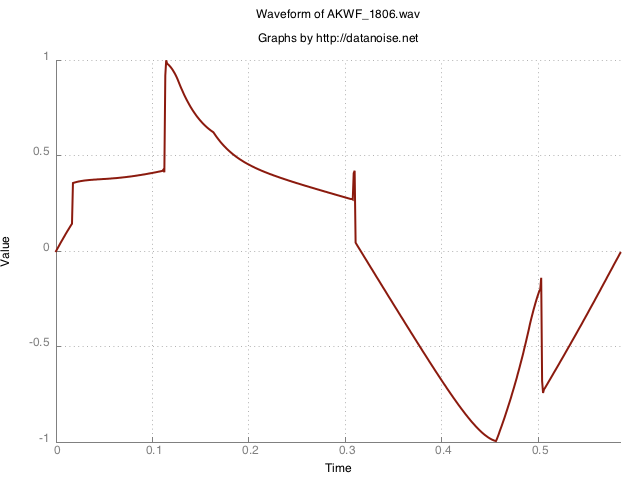 Waveform of AKWF_1806.wav
Graphs by http://datanoise.net
1
0.5
0
-0.5
-1
Value
0 0.1 0.2 0.3 0.4 0.5
Time